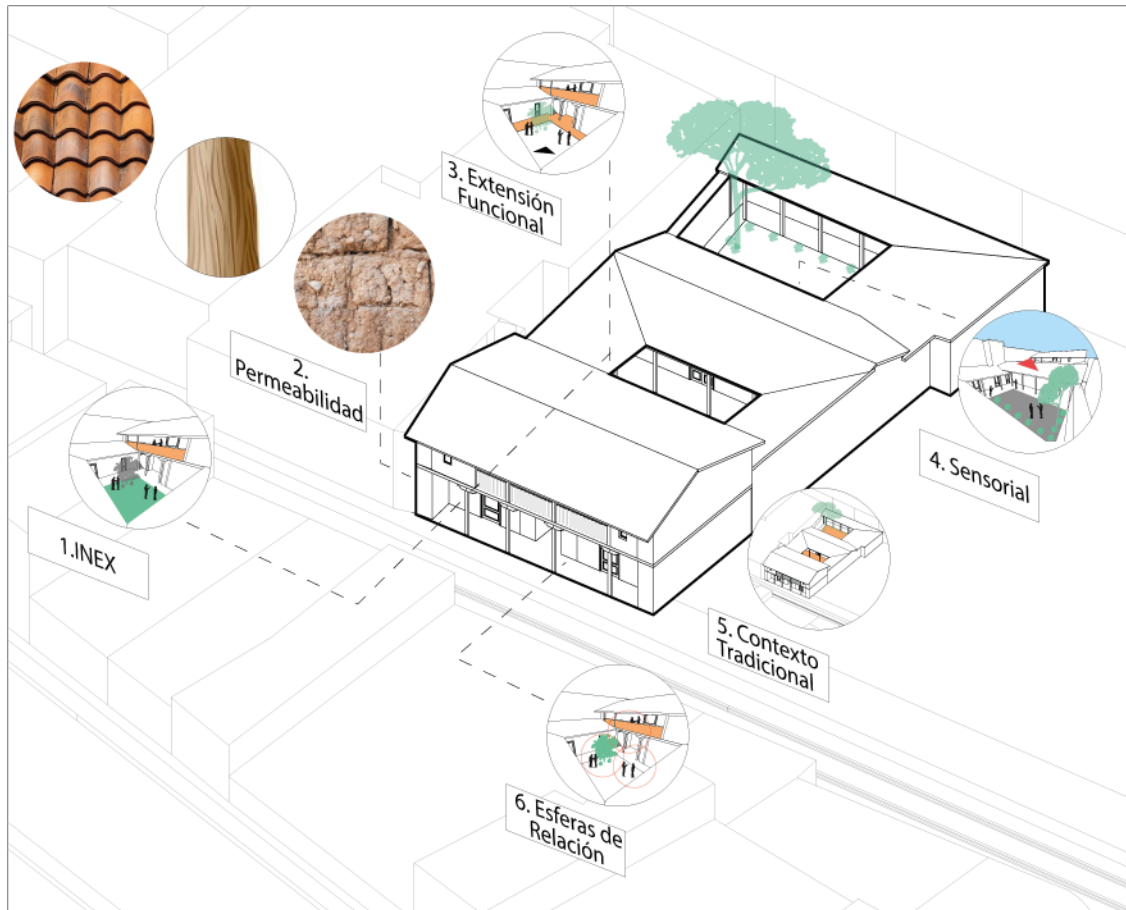 1.INEX
2.
Permeabilidad
3. Extensión
Funcional
4. Sensorial
5. Contexto
Tradicional
6. Esferas de
Relación